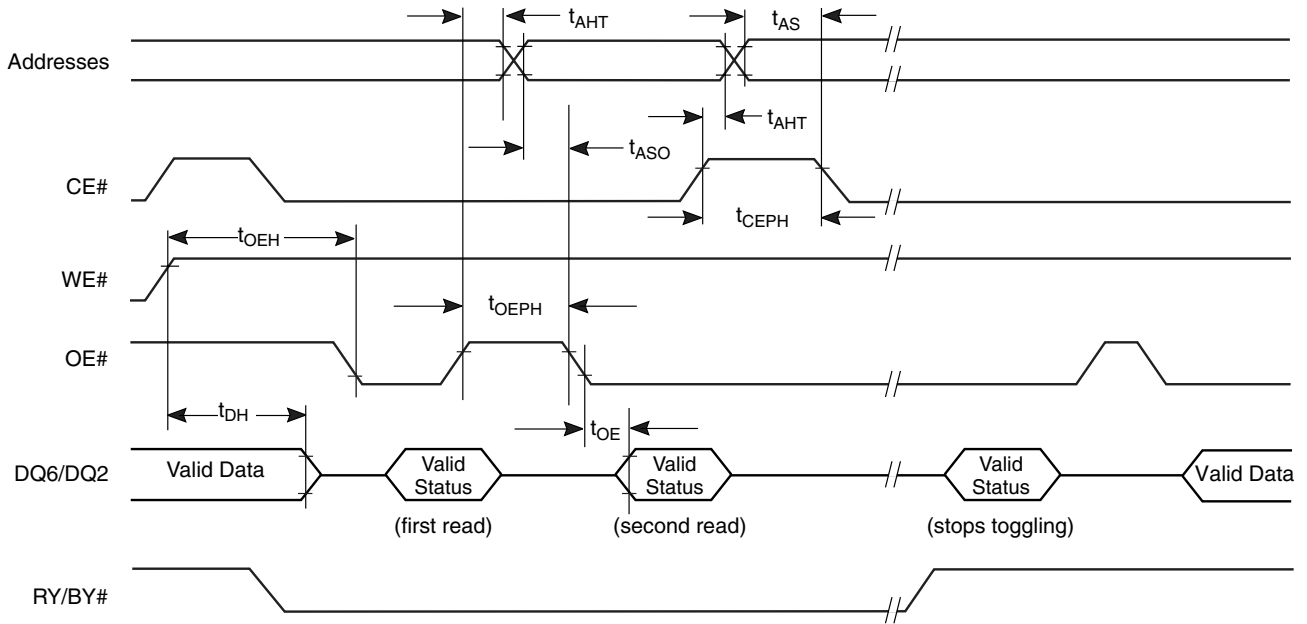 tAHT
tAS
Addresses
tAHT
tASO
CE#
tCEPH
tOEH
WE#
tOEPH
OE#
tDH
tOE
DQ6/DQ2
Valid Data
Valid
Status
Valid
Status
Valid
Status
Valid Data
(first read)
(second read)
(stops toggling)
RY/BY#